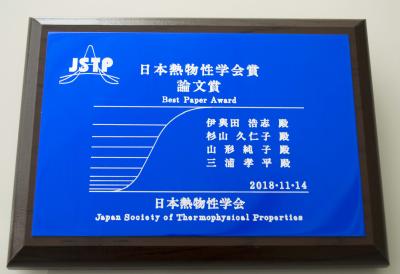 JSTP
日本熱物性学会賞
論文賞
Best Paper Award
伊與田 浩志 殿
杉山 久仁子 殿
山形 純子 殿
三浦 孝平 殿
2018・11・14
日本熱物性学会
Japan Society of Thermophysical Properties